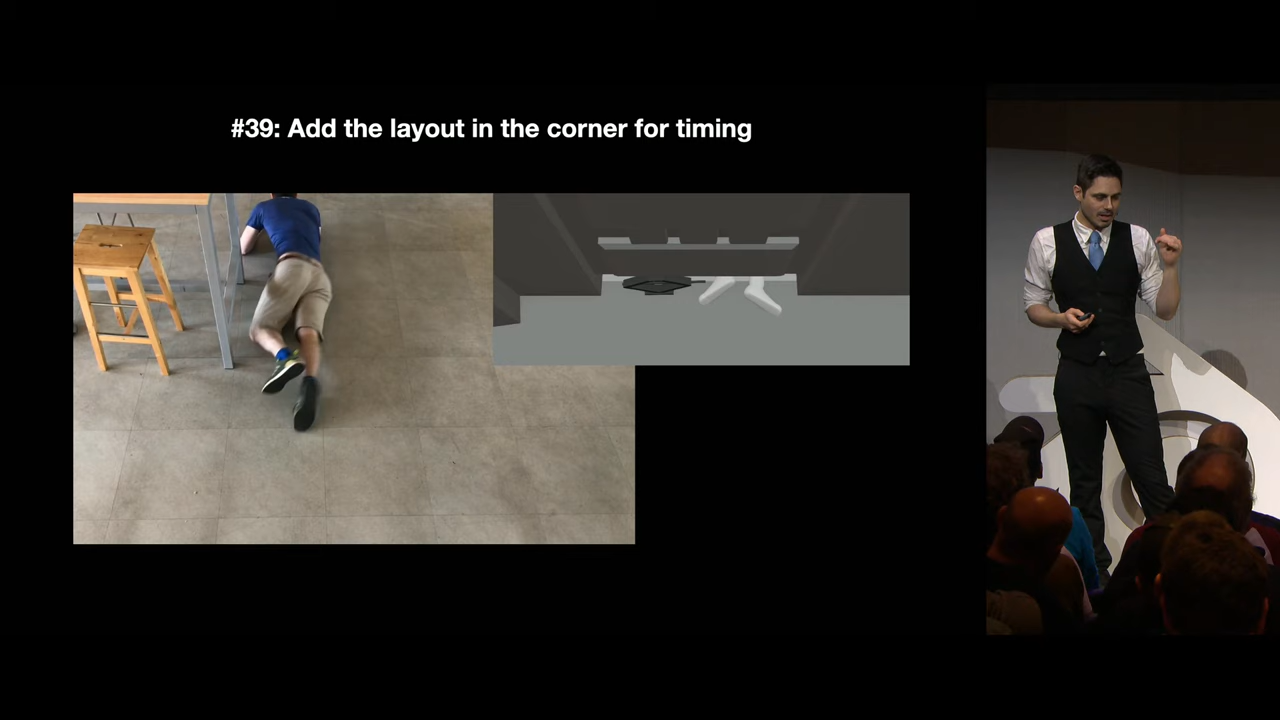 #39: Add the layout in the corner for timing